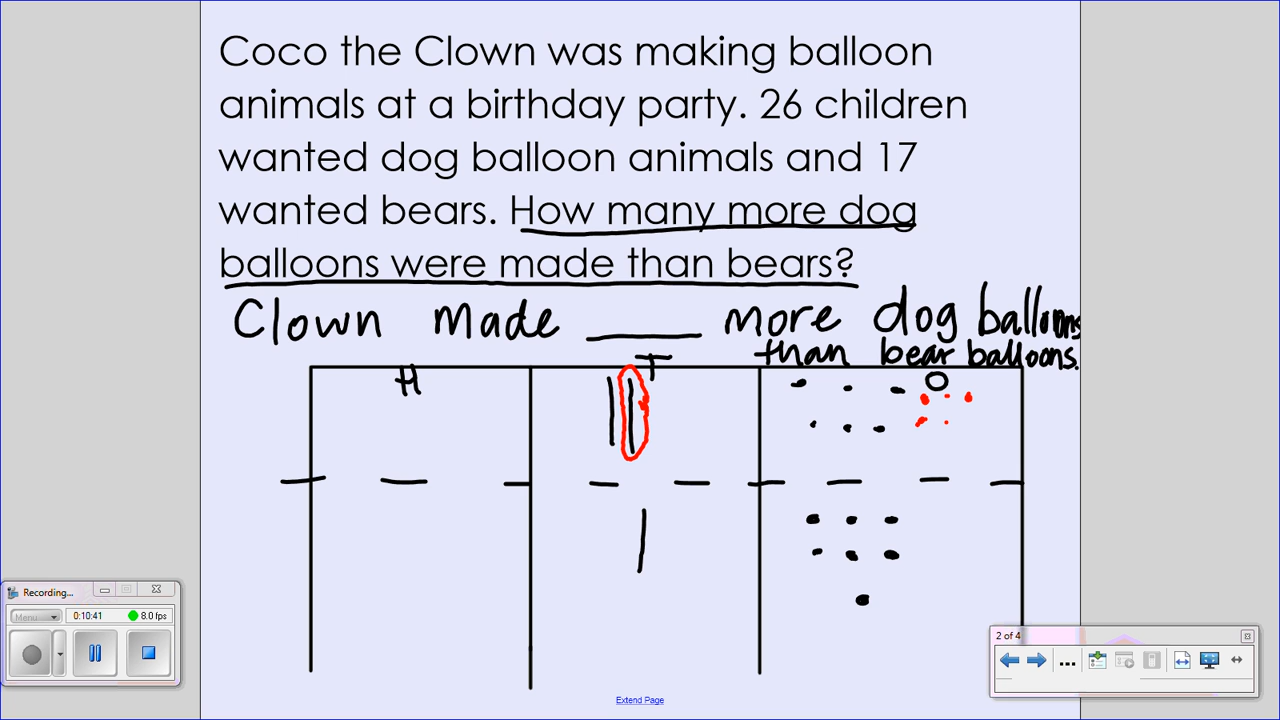 Coco the Clown was making balloon
animals at a birthday party. 26 children
wanted dog balloon animals and 17
wanted bears. How many more dog
balloons were made than bears?
Clown made ____ more dog balloons
than bear balloons.
H T O
Recording...
Menu 0:10:41 8.0 fps
2 of 4
Extend Page